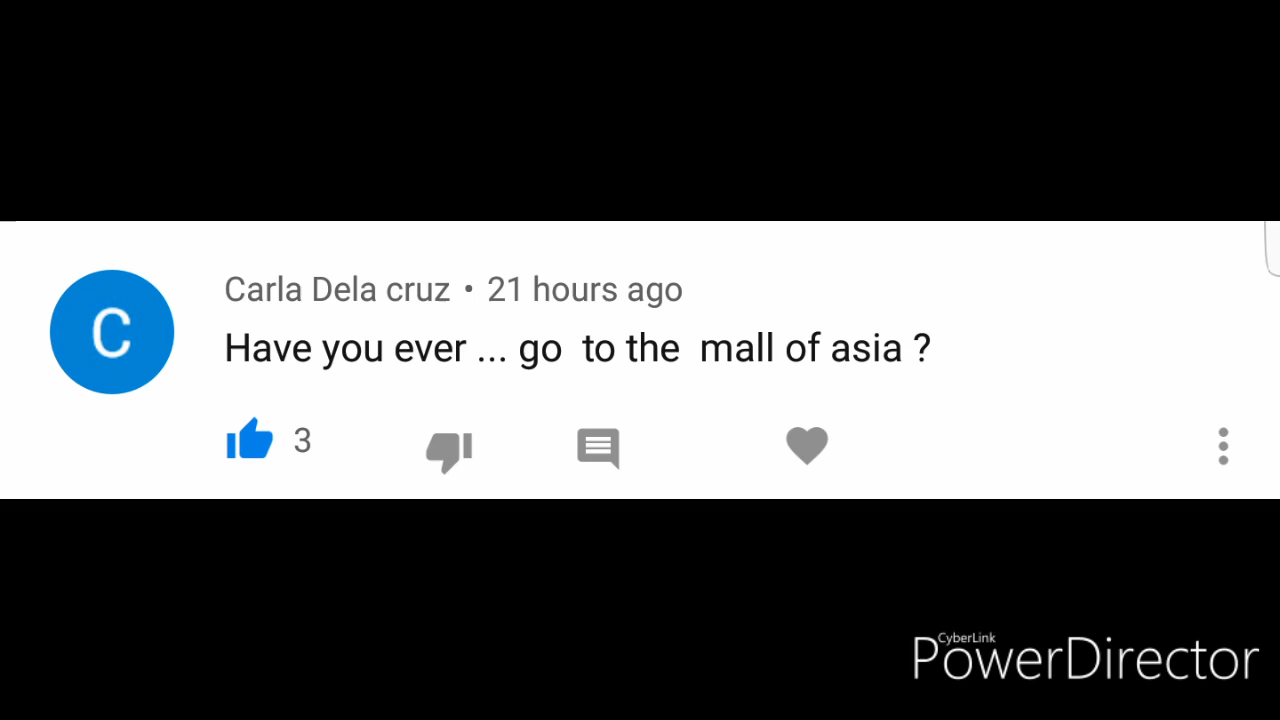 Carla Dela cruz • 21 hours ago
C
Have you ever ... go  to the  mall of asia ?
3
CyberLink
PowerDirector